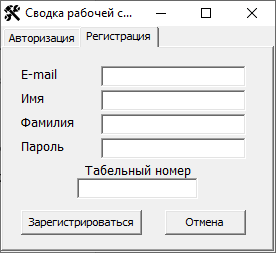 Сводка рабочей с...
Авторизация Регистрация
E-mail
Имя
Фамилия
Пароль
Табельный номер
Зарегистрироваться Отмена